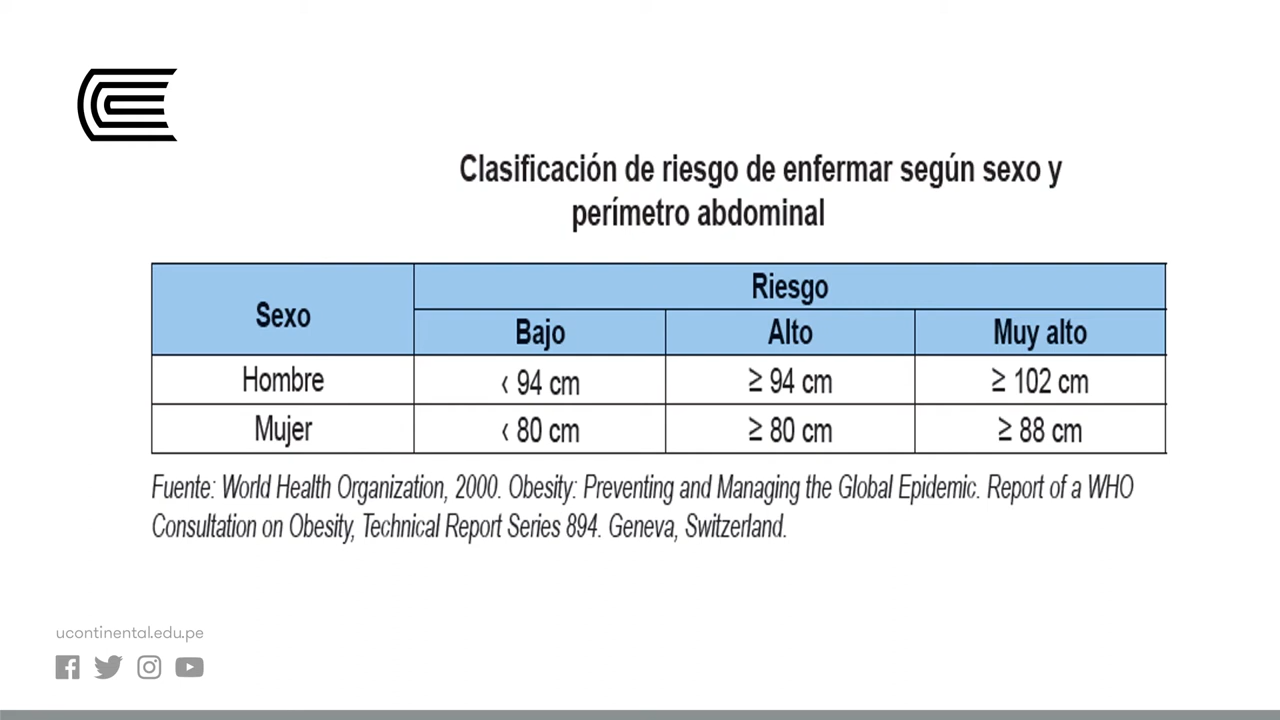 Clasificación de riesgo de enfermar según sexo y
perímetro abdominal
Sexo
Riesgo
Bajo
Alto
Muy alto
Hombre
< 94 cm
≥ 94 cm
≥ 102 cm
Mujer
< 80 cm
≥ 80 cm
≥ 88 cm
Fuente: World Health Organization, 2000. Obesity: Preventing and Managing the Global Epidemic. Report of a WHO
Consultation on Obesity, Technical Report Series 894. Geneva, Switzerland.
ucontinental.edu.pe